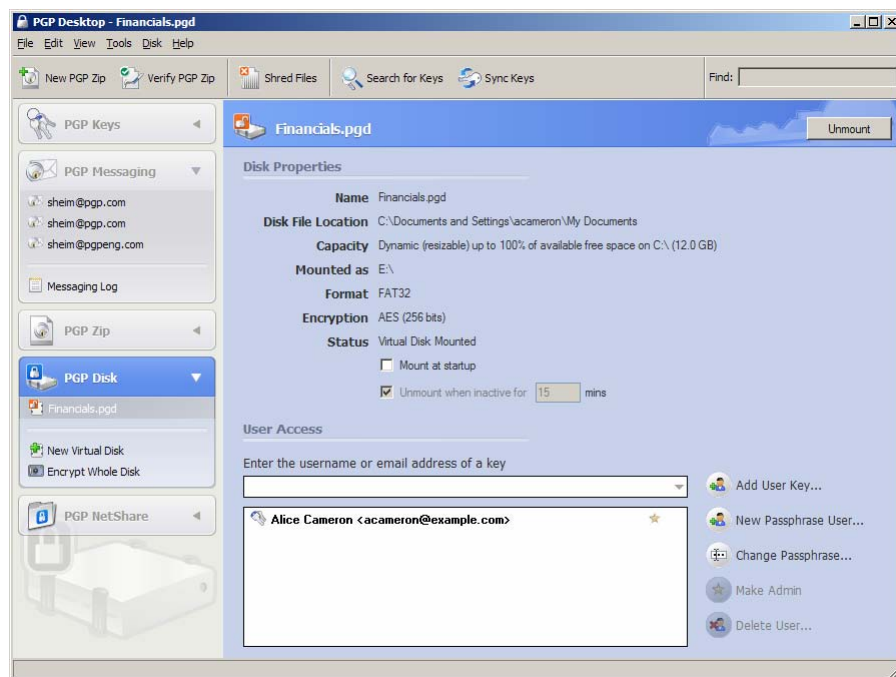 PGP Desktop - Financials.pgd
File Edit View Tools Disk Help
New PGP Zip Verify PGP Zip Shred Files Search for Keys Sync Keys Find:
PGP Keys
PGP Messaging
sheim@pgp.com
sheim@pgp.com
sheim@pgpeng.com
Messaging Log
PGP Zip
PGP Disk
Financials.pgd
New Virtual Disk
Encrypt Whole Disk
PGP NetShare
Financials.pgd
Unmount
Disk Properties
Name Financials.pgd
Disk File Location C:\Documents and Settings\acameron\My Documents
Capacity Dynamic (resizable) up to 100% of available free space on C:\ (12.0 GB)
Mounted as E:\
Format FAT32
Encryption AES (256 bits)
Status Virtual Disk Mounted
Mount at startup
Unmount when inactive for 15 mins
User Access
Enter the username or email address of a key
Alice Cameron <acameron@example.com>
Add User Key...
New Passphrase User...
Change Passphrase...
Make Admin
Delete User...